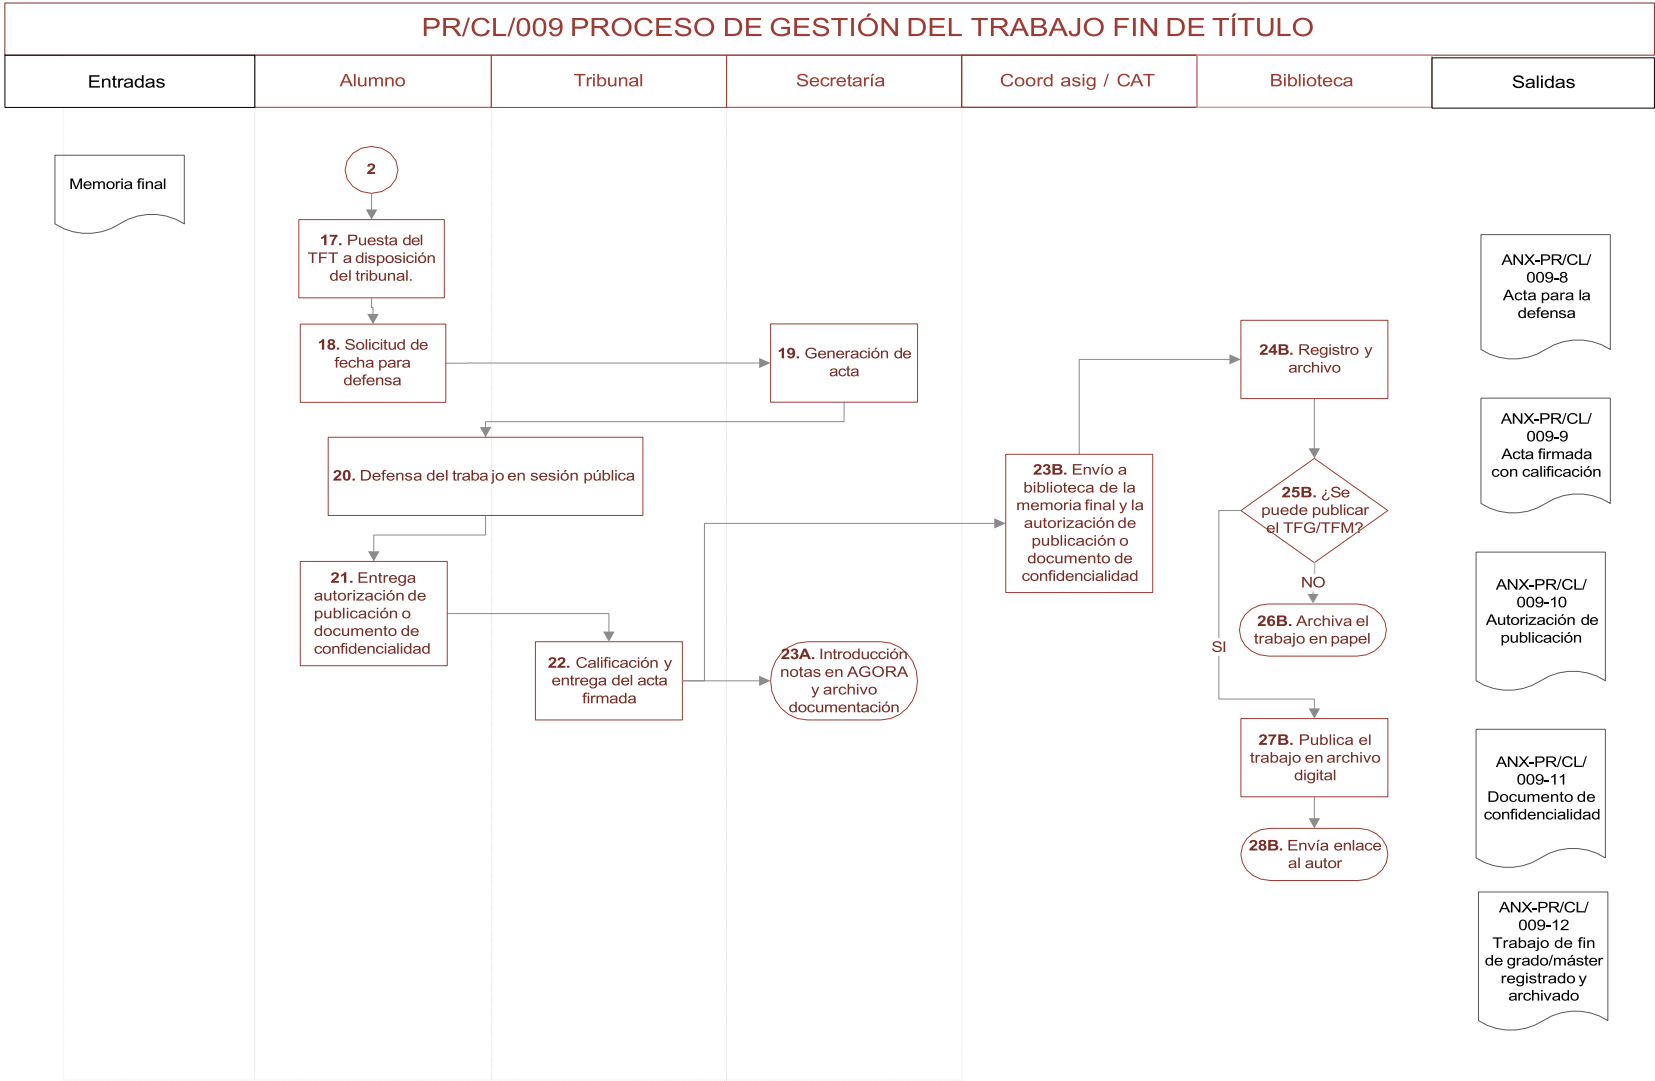 PR/CL/009 PROCESO DE GESTIÓN DEL TRABAJO FIN DE TÍTULO
Entradas
Alumno
Tribunal
Secretaría
Coord asig / CAT
Biblioteca
Salidas
Memoria final
2
17. Puesta del
TFT a disposición
del tribunal.
18. Solicitud de
fecha para
defensa
19. Generación de
acta
20. Defensa del trabajo en sesión pública
21. Entrega
autorización de
publicación o
documento de
confidencialidad
22. Calificación y
entrega del acta
firmada
23A. Introducción
notas en AGORA
y archivo
documentación
23B. Envío a
biblioteca de la
memoria final y la
autorización de
publicación o
documento de
confidencialidad
24B. Registro y
archivo
25B. ¿Se
puede publicar
el TFG/TFM?
NO
26B. Archiva el
trabajo en papel
SI
27B. Publica el
trabajo en archivo
digital
28B. Envía enlace
al autor
ANX-PR/CL/
009-8
Acta para la
defensa
ANX-PR/CL/
009-9
Acta firmada
con calificación
ANX-PR/CL/
009-10
Autorización de
publicación
ANX-PR/CL/
009-11
Documento de
confidencialidad
ANX-PR/CL/
009-12
Trabajo de fin
de grado/máster
registrado y
archivado